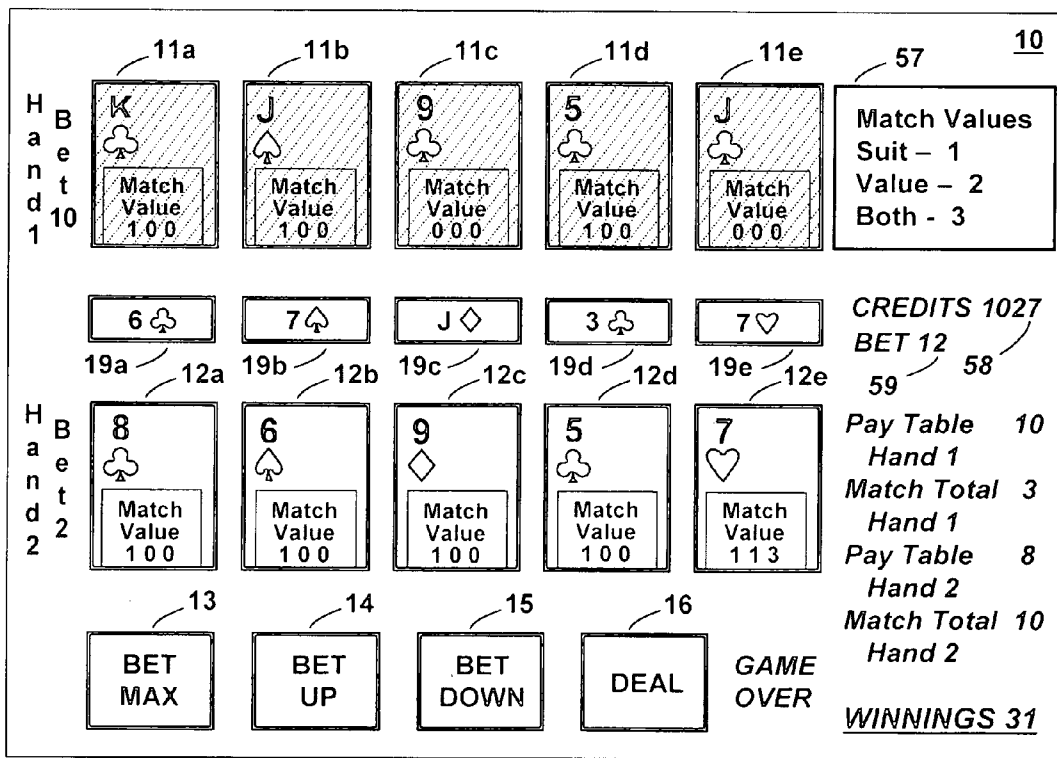 10
11a 11b 11c 11d 11e 57
Hand 1
Bet 10
K J 9 5 J
Match Value 100
Match Value 100
Match Value 000
Match Value 100
Match Value 000
Match Values
Suit – 1
Value – 2
Both - 3
6♣ 7♠ J♢ 3♣ 7♡
19a 19b 19c 19d 19e
CREDITS 1027
BET 12
59 58
12a 12b 12c 12d 12e
Hand 2
Bet 2
8 6 9 5 7
Match Value 100
Match Value 100
Match Value 100
Match Value 100
Match Value 113
Pay Table 10
Hand 1
Match Total 3
Hand 1
Pay Table 8
Hand 2
Match Total 10
Hand 2
13 14 15 16
BET MAX
BET UP
BET DOWN
DEAL
GAME OVER
WINNINGS 31